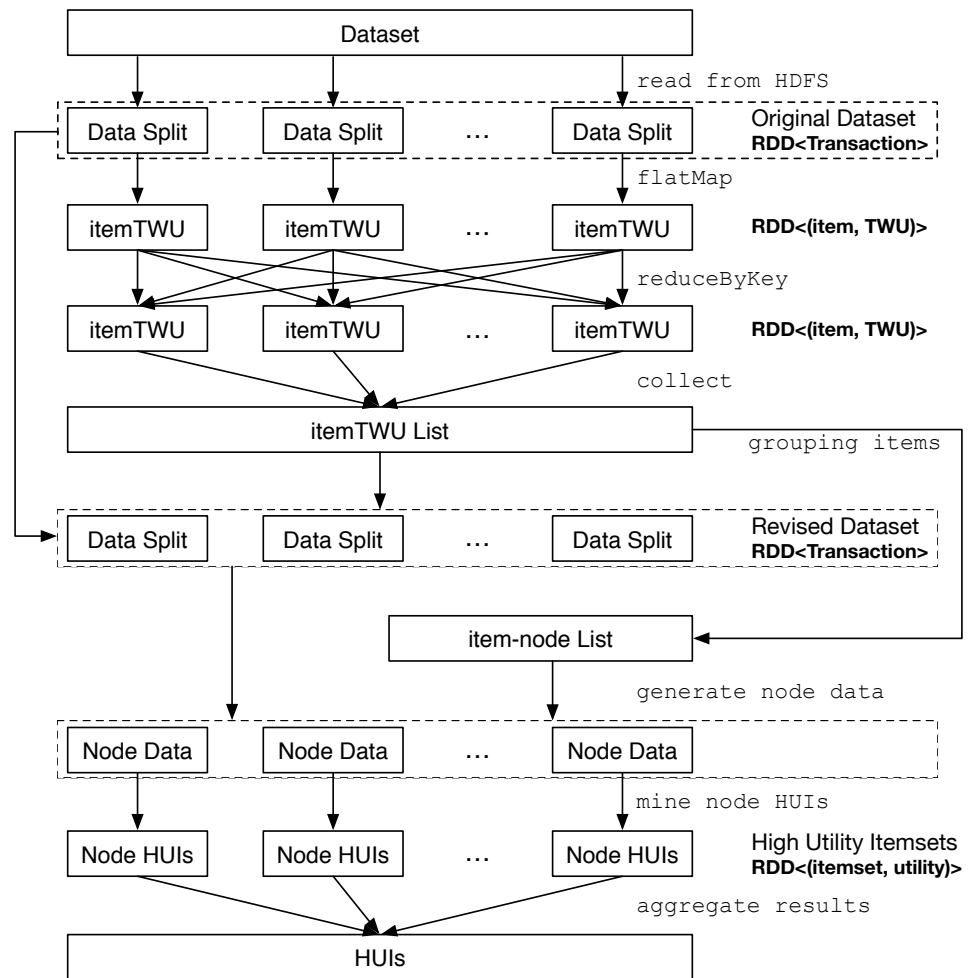 Dataset
read from HDFS
Data Split Data Split ... Data Split Original Dataset
RDD<Transaction>
flatMap
itemTWU itemTWU ... itemTWU RDD<(item, TWU)>
reduceByKey
itemTWU itemTWU ... itemTWU RDD<(item, TWU)>
collect
itemTWU List
grouping items
Data Split Data Split ... Data Split Revised Dataset
RDD<Transaction>
item-node List
generate node data
Node Data Node Data ... Node Data
mine node HUIs
Node HUIs Node HUIs ... Node HUIs High Utility Itemsets
RDD<(itemset, utility)>
aggregate results
HUIs